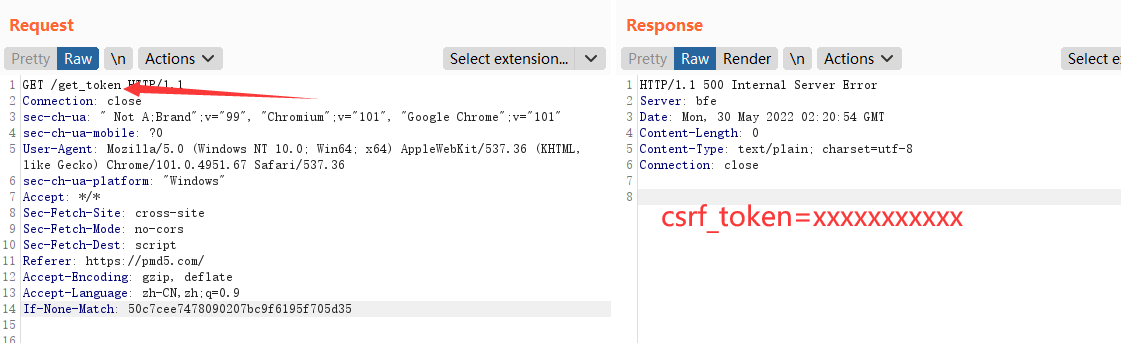 Request
Pretty Raw \n Actions Select extension...
1 GET /get_token HTTP/1.1
2 Connection: close
3 sec-ch-ua: " Not A;Brand";v="99", "Chromium";v="101", "Google Chrome";v="101"
4 sec-ch-ua-mobile: ?0
5 User-Agent: Mozilla/5.0 (Windows NT 10.0; Win64; x64) AppleWebKit/537.36 (KHTML,
like Gecko) Chrome/101.0.4951.67 Safari/537.36
6 sec-ch-ua-platform: "Windows"
7 Accept: */*
8 Sec-Fetch-Site: cross-site
9 Sec-Fetch-Mode: no-cors
10 Sec-Fetch-Dest: script
11 Referer: https://pmd5.com/
12 Accept-Encoding: gzip, deflate
13 Accept-Language: zh-CN,zh;q=0.9
14 If-None-Match: 50c7cee7478090207bc9f6195f705d35
15
16
Response
Pretty Raw Render \n Actions Select e
1 HTTP/1.1 500 Internal Server Error
2 Server: bfe
3 Date: Mon, 30 May 2022 02:20:54 GMT
4 Content-Length: 0
5 Content-Type: text/plain; charset=utf-8
6 Connection: close
7
8
csrf_token=xxxxxxxxxxx